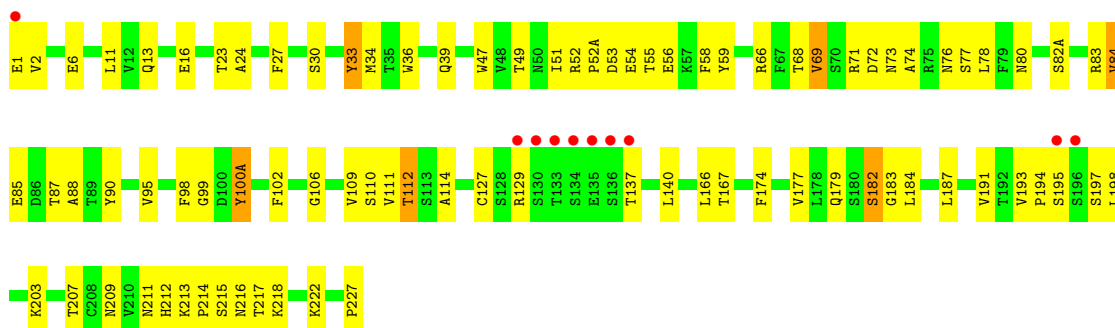 E1 V2 E6 L11 V12 Q13 E16 T23 A24 F27 S30 Y33 M34 T35 W36 Q39 W47 V48 T49 N50 I51 R52 P52A D53 E54 T55 E56 K57 F58 Y59 R66 F67 T68 V69 S70 R71 D72 N73 A74 R75 N76 S77 L78 F79 N80 S82A R83 V84
E85 D86 T87 A88 T89 Y90 V95 F98 G99 D100 Y100A F102 G106 V109 S110 V111 T112 S113 A114 C127 S128 R129 S130 T133 S134 E135 S136 T137 L140 L166 T167 F174 V177 L178 Q179 S180 S182 G183 L184 L187 V191 T192 V193 P194 S195 S196 S197 L198
K203 T207 C208 N209 V210 N211 H212 K213 P214 S215 N216 T217 K218 K222 P227